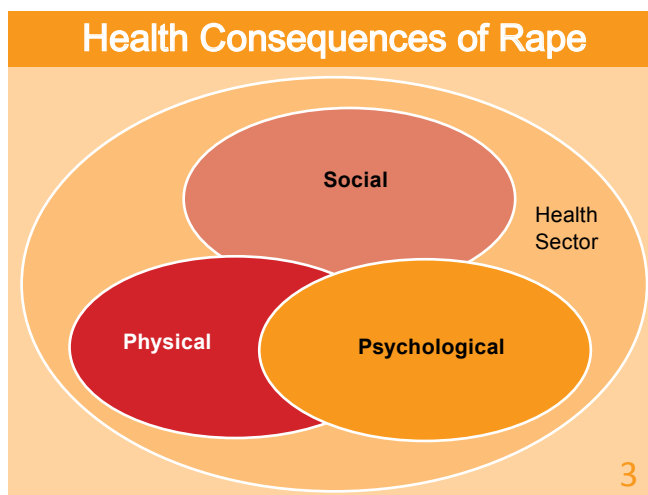 Health Consequences of Rape
Social
Health
Sector
Physical
Psychological
3